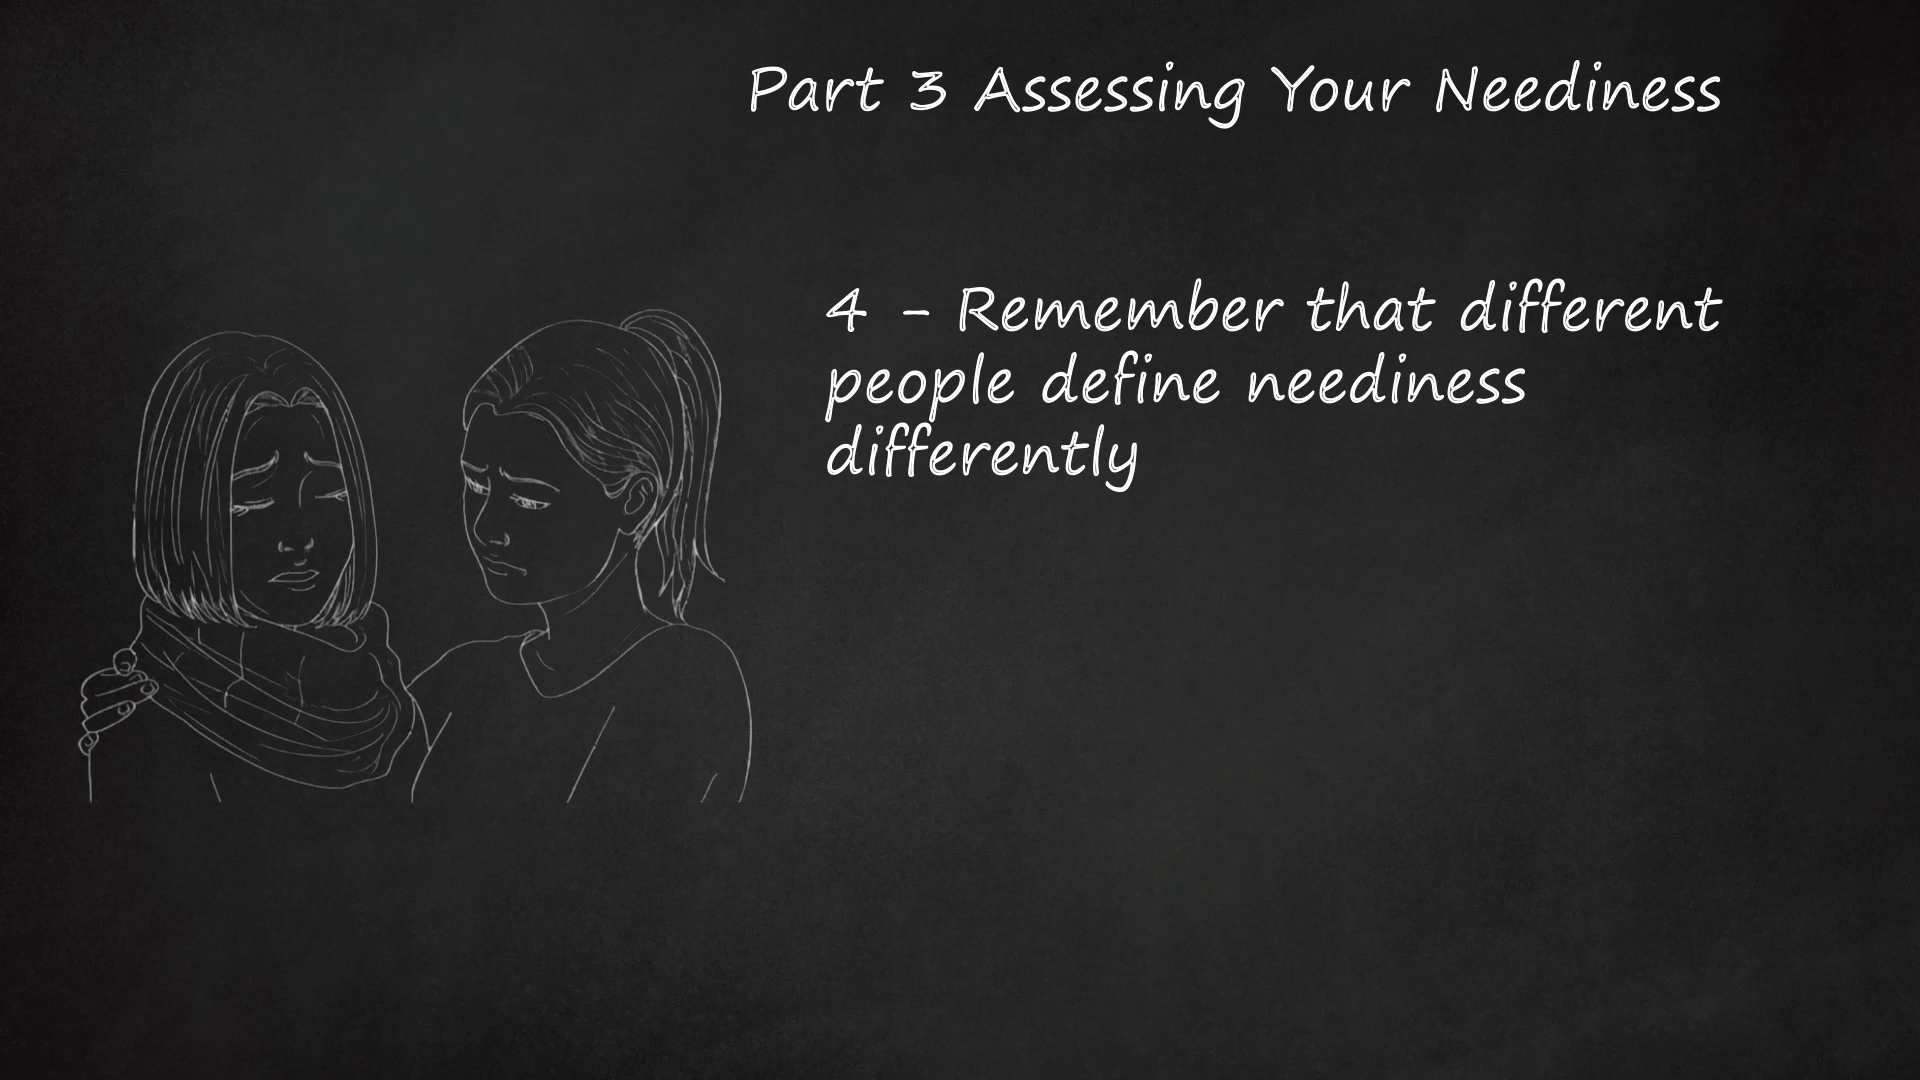 Part 3 Assessing Your Neediness
4 - Remember that different
people define neediness
differently